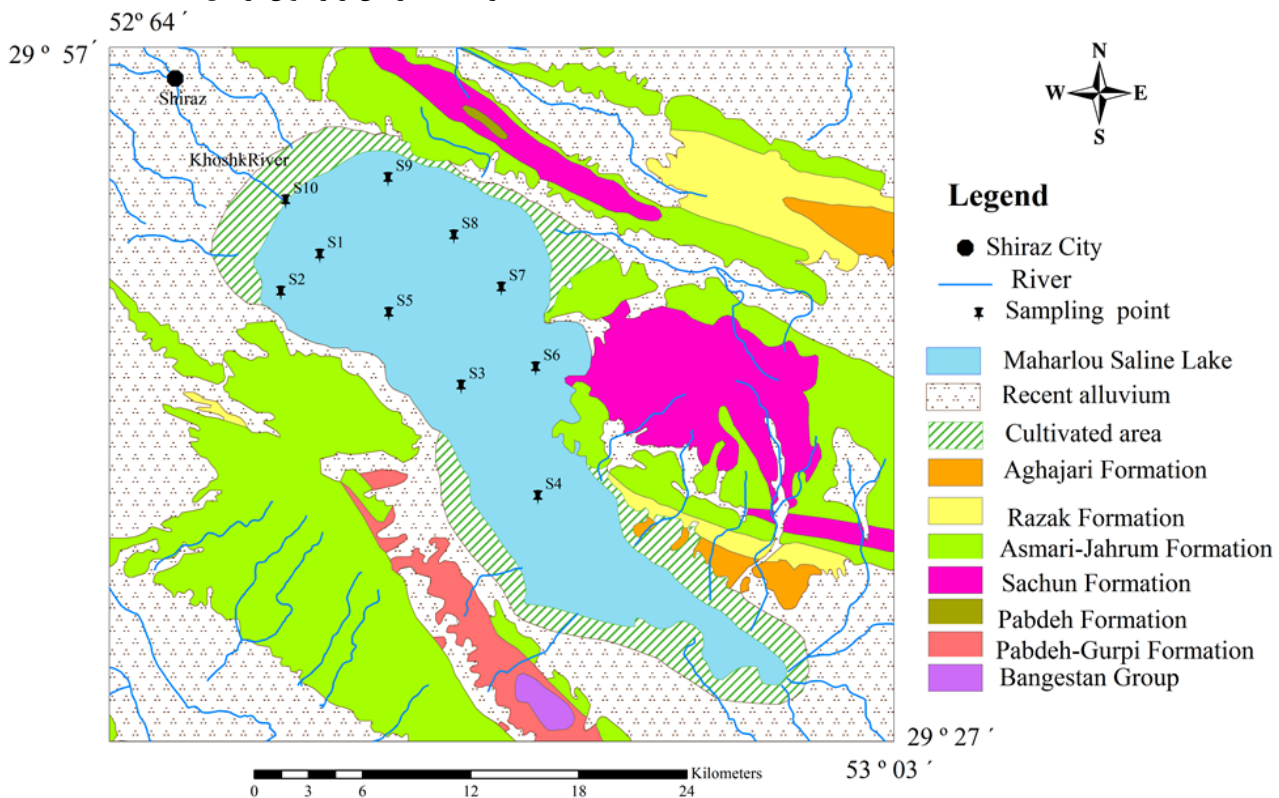 52 º 64 ´
29 º 57 ´
N
W E
S
Shiraz
KhoshkRiver
S10
S9
S8
S1
S7
S2
S5
S6
S3
S4
Legend
Shiraz City
River
Sampling point
Maharlou Saline Lake
Recent alluvium
Cultivated area
Aghajari Formation
Razak Formation
Asmari-Jahrum Formation
Sachun Formation
Pabdeh Formation
Pabdeh-Gurpi Formation
Bangestan Group
29 º 27 ´
53 º 03 ´
Kilometers
0 3 6 12 18 24